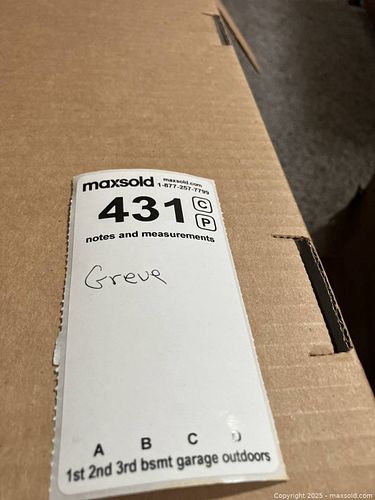 maxsold maxsold.com
1-877-257-7799
431 C
P
notes and measurements
Greve
A B C D
1st 2nd 3rd bsmt garage outdoors
Copyright 2025 - maxsold.com